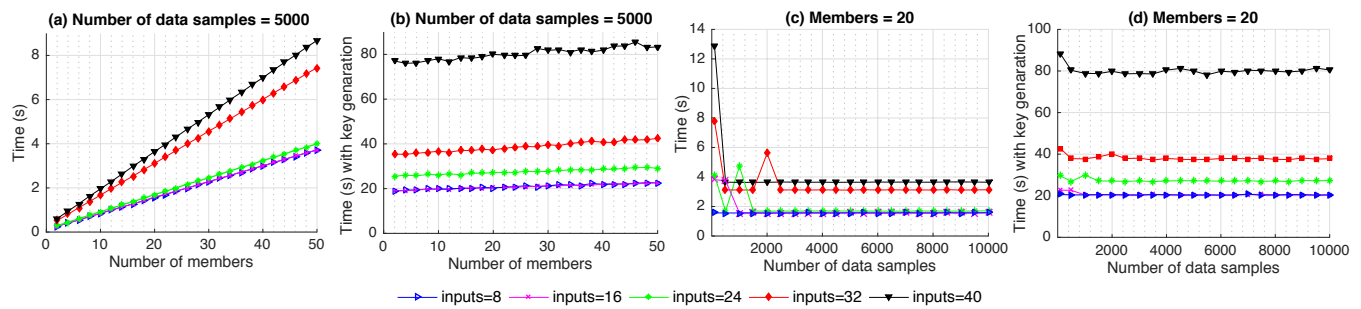 (a) Number of data samples = 5000
Time (s)
8
6
4
2
0
0 10 20 30 40 50
Number of members
(b) Number of data samples = 5000
Time (s) with key genaration
80
60
40
20
0
0 10 20 30 40 50
Number of members
(c) Members = 20
Time (s)
14
12
10
8
6
4
2
0
2000 4000 6000 8000 10000
Number of data samples
(d) Members = 20
Time (s) with key genaration
100
80
60
40
20
0
2000 4000 6000 8000 10000
Number of data samples
inputs=8 inputs=16 inputs=24 inputs=32 inputs=40